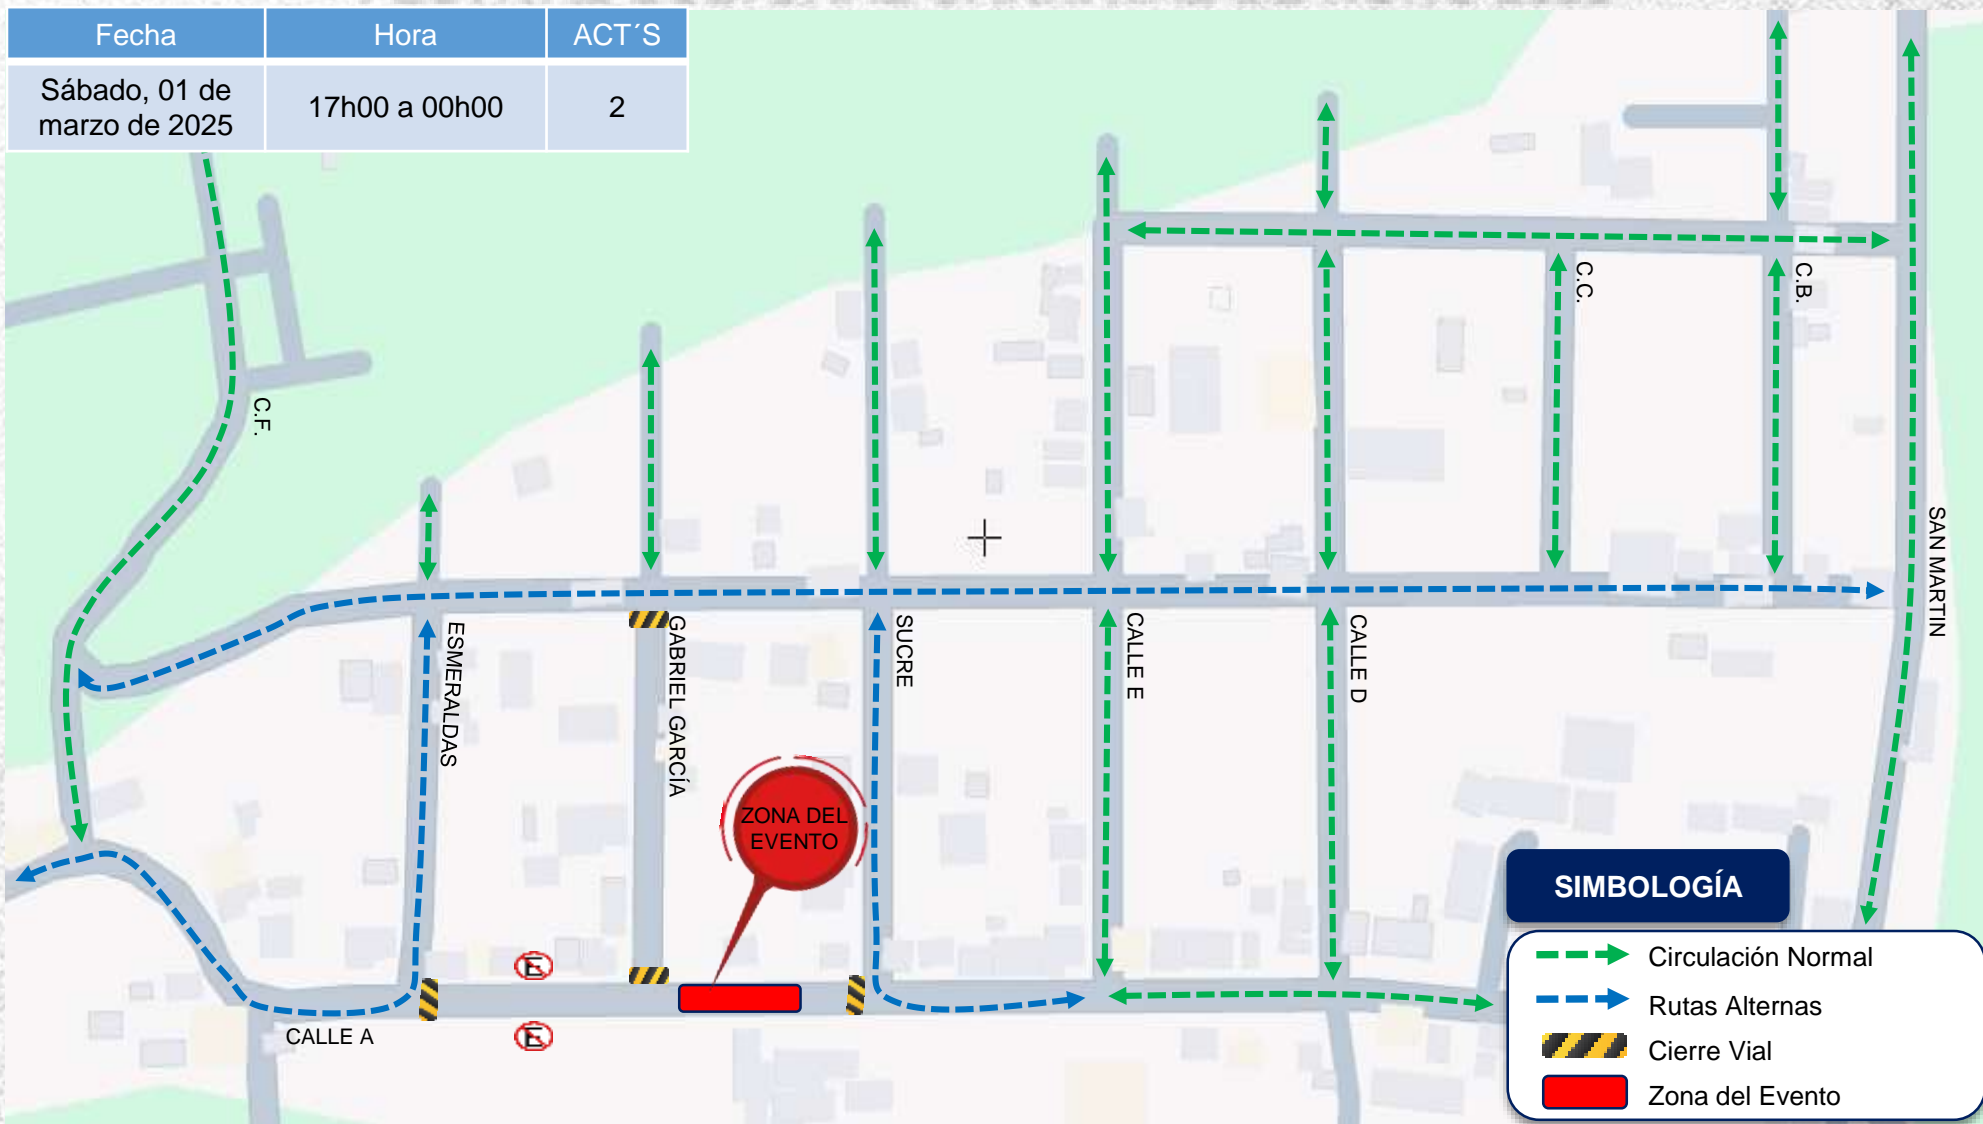 Fecha
Hora
ACT´S
Sábado, 01 de
marzo de 2025
17h00 a 00h00
2
C.C.
C.B.
C.F.
SAN MARTIN
ESMERALDAS
GABRIEL GARCÍA
SUCRE
CALLE E
CALLE D
ZONA DEL
EVENTO
E
E
CALLE A
SIMBOLOGÍA
Circulación Normal
Rutas Alternas
Cierre Vial
Zona del Evento